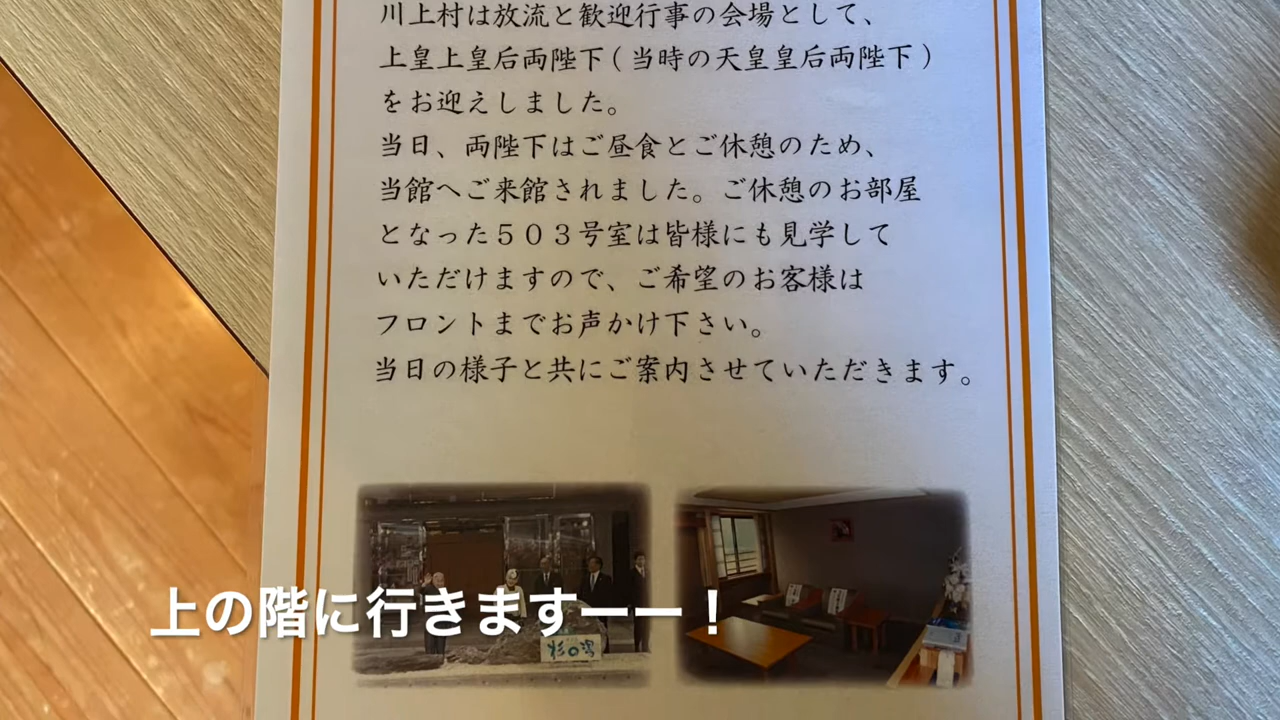 川上村は放流と歓迎行事の会場として、
上皇上皇后両陛下(当時の天皇皇后両陛下)
をお迎えしました。
当日、両陛下はご昼食とご休憩のため、
当館へご来館されました。ご休憩のお部屋
となった５０３号室は皆様にも見学して
いただけますので、ご希望のお客様は
フロントまでお声かけ下さい。
当日の様子と共にご案内させていただきます。
上の階に行きますーー！
杉の湯